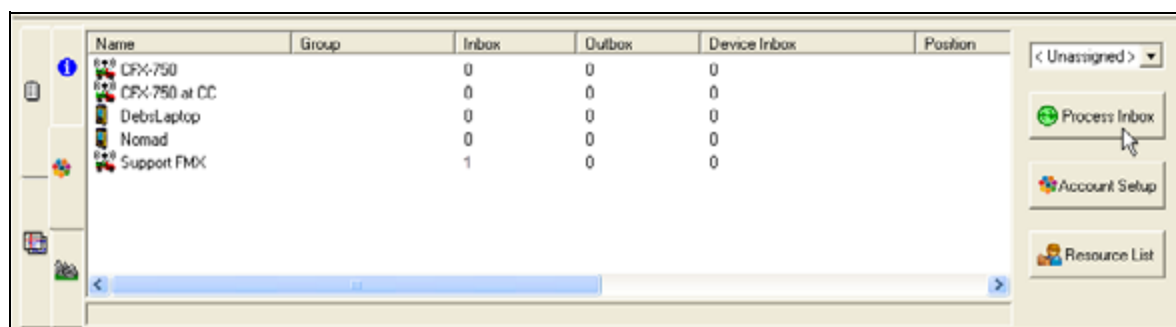 Name Group Inbox Outbox Device Inbox Position
CFX-750 0 0 0
CFX-750 at CC 0 0 0
DebsLaptop 0 0 0
Nomad 0 0 0
Support FMX 1 0 0
< Unassigned >
Process Inbox
Account Setup
Resource List